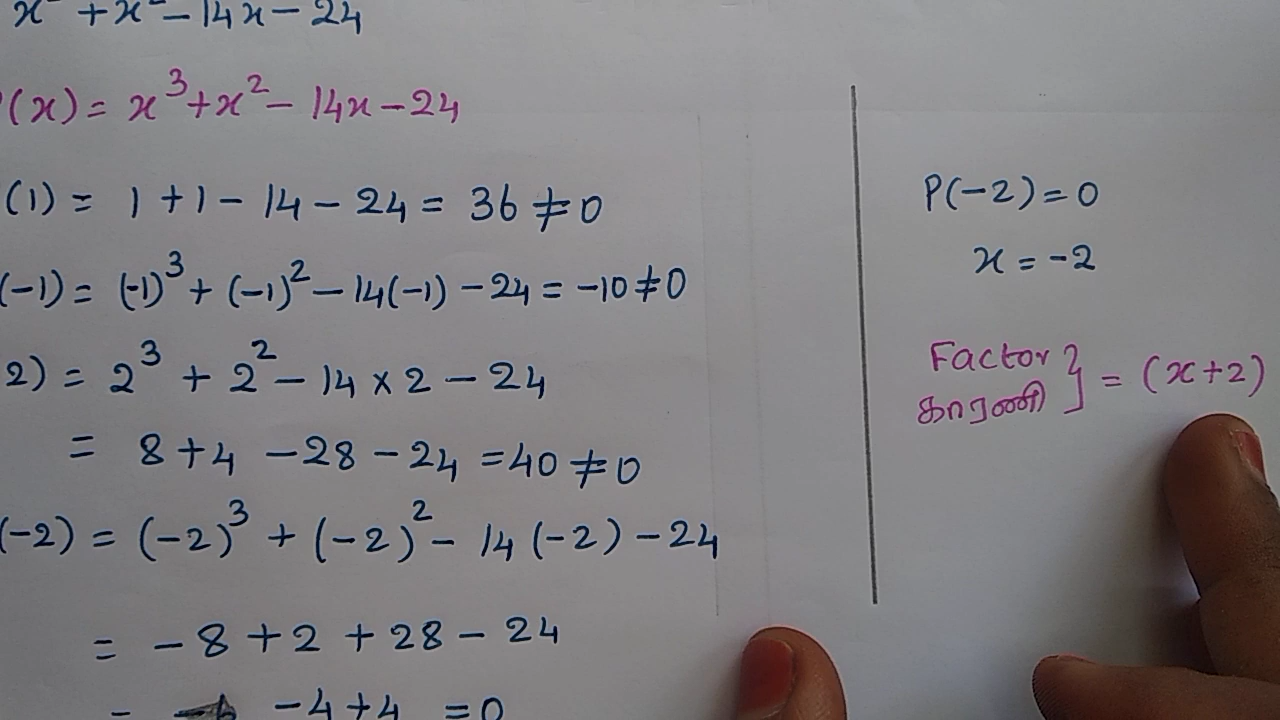 x³ + x² - 14x - 24
P(x) = x³ + x² - 14x - 24
(1) = 1 + 1 - 14 - 24 = 36 ≠ 0
(-1) = (-1)³ + (-1)² - 14(-1) - 24 = -10 ≠ 0
2) = 2³ + 2² - 14 × 2 - 24
= 8 + 4 - 28 - 24 = 40 ≠ 0
(-2) = (-2)³ + (-2)² - 14 (-2) - 24
= - 8 + 2 + 28 - 24
= -4 + 4 = 0
P(-2) = 0
x = -2
Factor
காரணி } = (x+2)